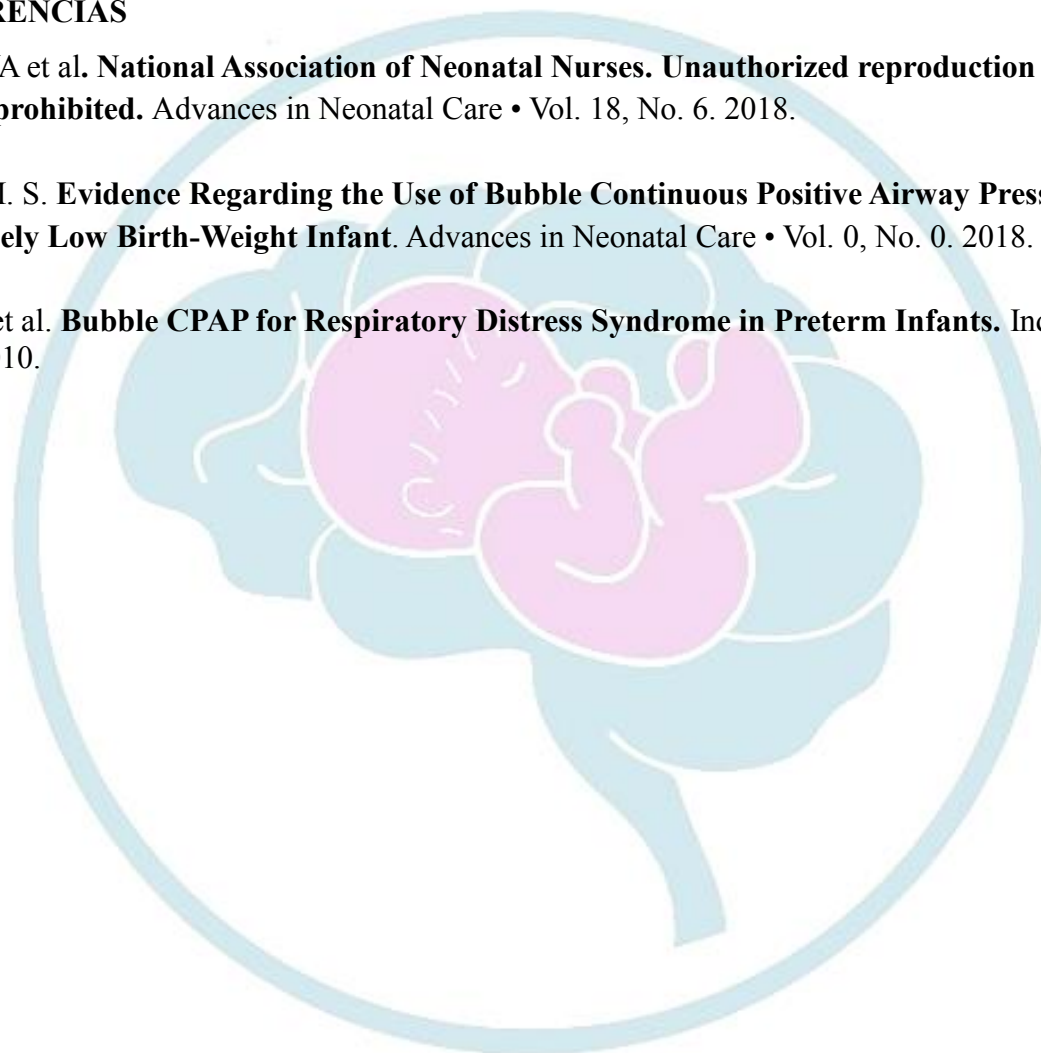 RENCIAS
A et al. National Association of Neonatal Nurses. Unauthorized reproduction
prohibited. Advances in Neonatal Care • Vol. 18, No. 6. 2018.
S. Evidence Regarding the Use of Bubble Continuous Positive Airway Press
ely Low Birth-Weight Infant. Advances in Neonatal Care • Vol. 0, No. 0. 2018.
et al. Bubble CPAP for Respiratory Distress Syndrome in Preterm Infants.
10.